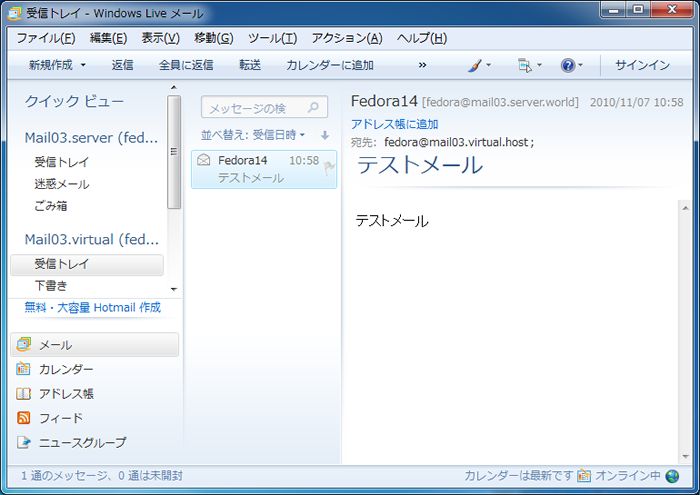 受信トレイ - Windows Live メール
ファイル(F) 編集(E) 表示(V) 移動(G) ツール(T) アクション(A) ヘルプ(H)
新規作成 返信 全員に返信 転送 カレンダーに追加 » サインイン
クイック ビュー
Mail03.server (fed...
受信トレイ
迷惑メール
ごみ箱
Mail03.virtual (fed...
受信トレイ
下書き
無料・大容量 Hotmail 作成
メール
カレンダー
アドレス帳
フィード
ニュースグループ
メッセージの検
並べ替え: 受信日時
Fedora14 10:58
テストメール
Fedora14 [fedora@mail03.server.world] 2010/11/07 10:58
アドレス帳に追加
宛先: fedora@mail03.virtual.host;
テストメール
テストメール
1 通のメッセージ、0 通は未開封
カレンダーは最新です オンライン中